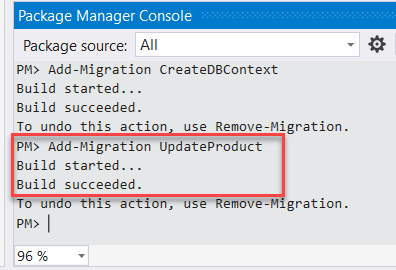 Package Manager Console
Package source: All
PM> Add-Migration CreateDBContext
Build started...
Build succeeded.
To undo this action, use Remove-Migration.
PM> Add-Migration UpdateProduct
Build started...
Build succeeded.
To undo this action, use Remove-Migration.
PM>
96 %